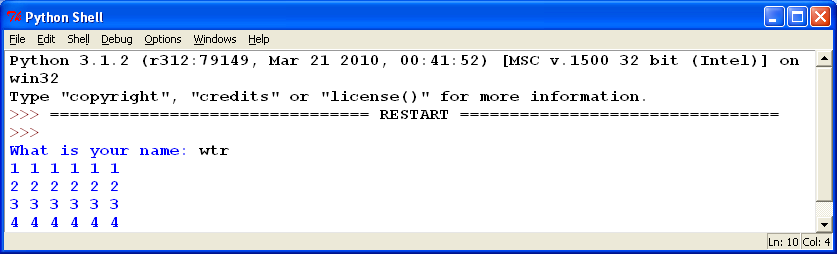 Python Shell
File Edit Shell Debug Options Windows Help
Python 3.1.2 (r312:79149, Mar 21 2010, 00:41:52) [MSC v.1500 32 bit (Intel)] on
win32
Type "copyright", "credits" or "license()" for more information.
>>> ================================ RESTART ================================
>>>
What is your name: wtr
1 1 1 1 1 1
2 2 2 2 2 2
3 3 3 3 3 3
4 4 4 4 4 4
Ln: 10 Col: 4